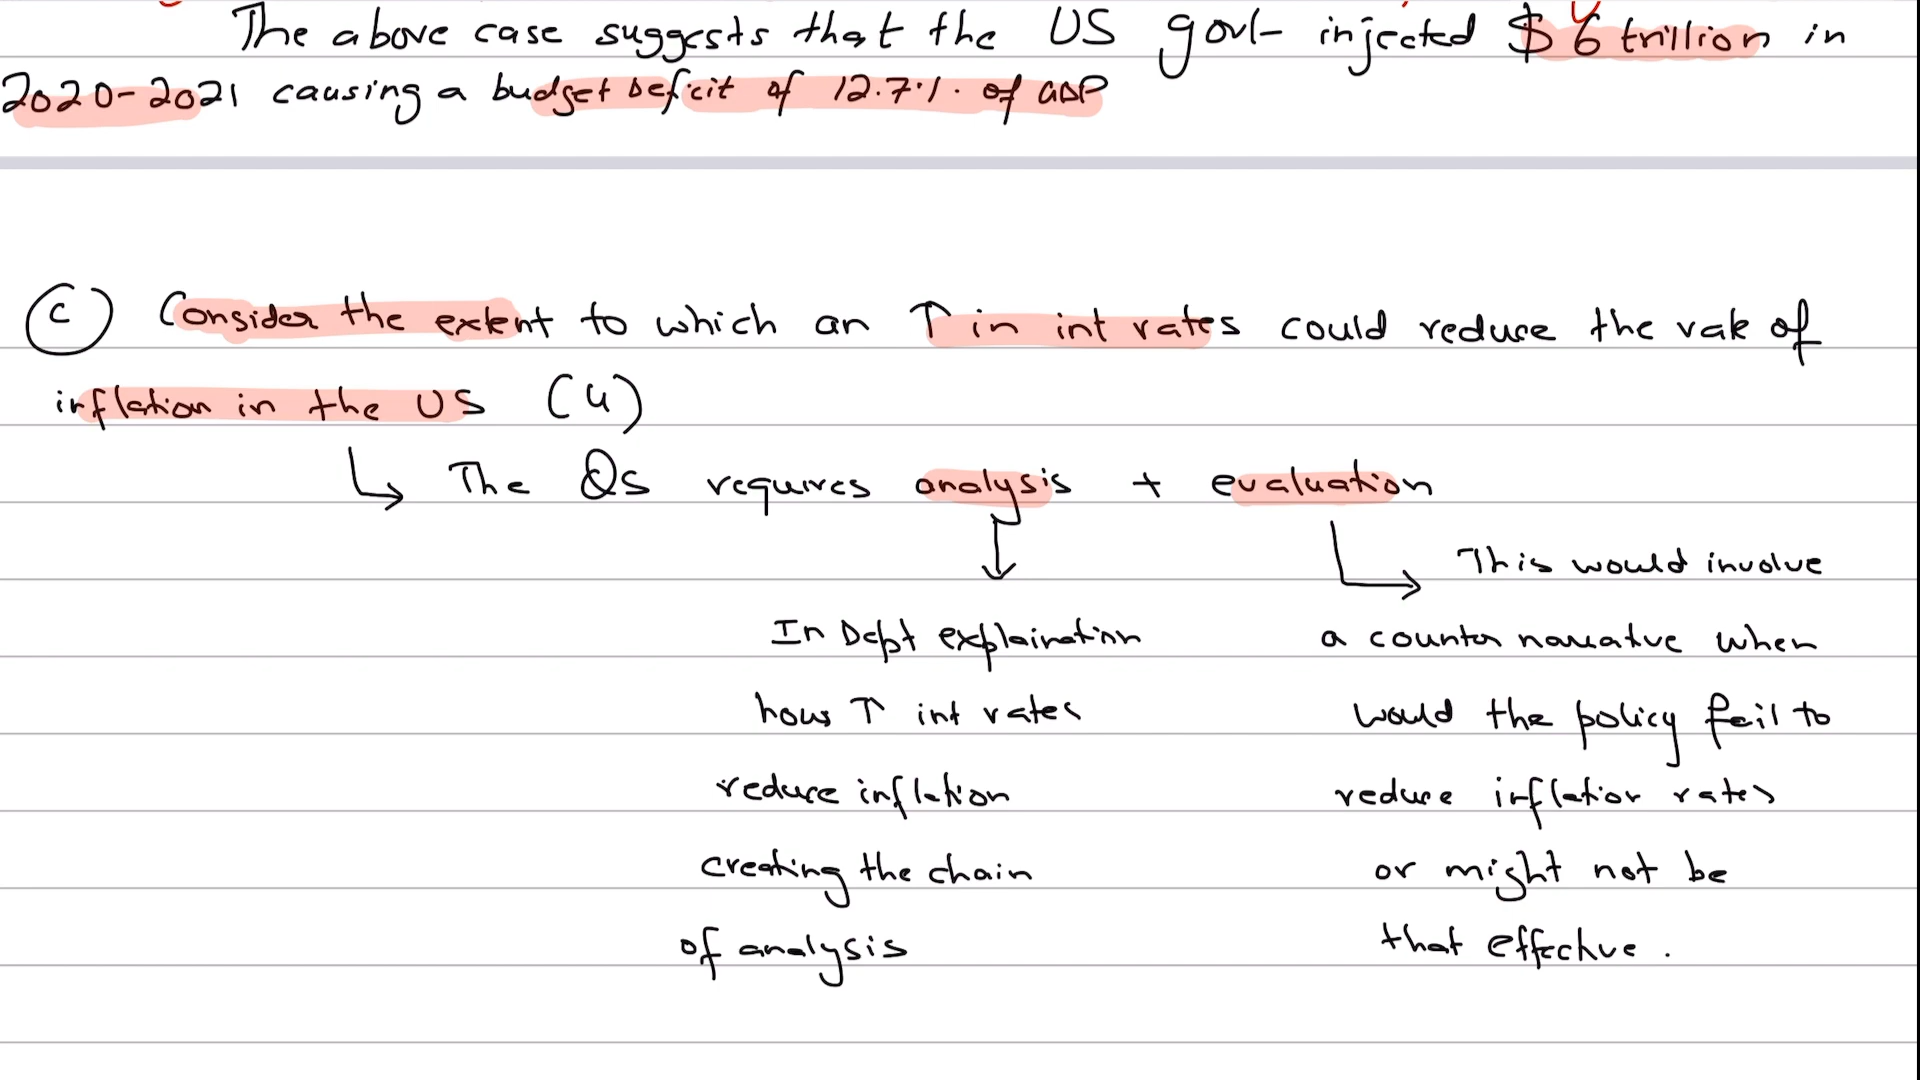 The above case suggests that the US govt injected $6 trillion in
2020-2021 causing a budget deficit of 12.7% of GDP
(c) Consider the extent to which an ↑ in int rates could reduce the rate of
inflation in the US (4)
↳ The Qs requires analysis + evaluation
↓
In Dept explaination
how ↑ int rates
reduce inflation
creating the chain
of analysis
↳ This would involve
a counter narrative when
would the policy fail to
reduce inflation rates
or might not be
that effective.